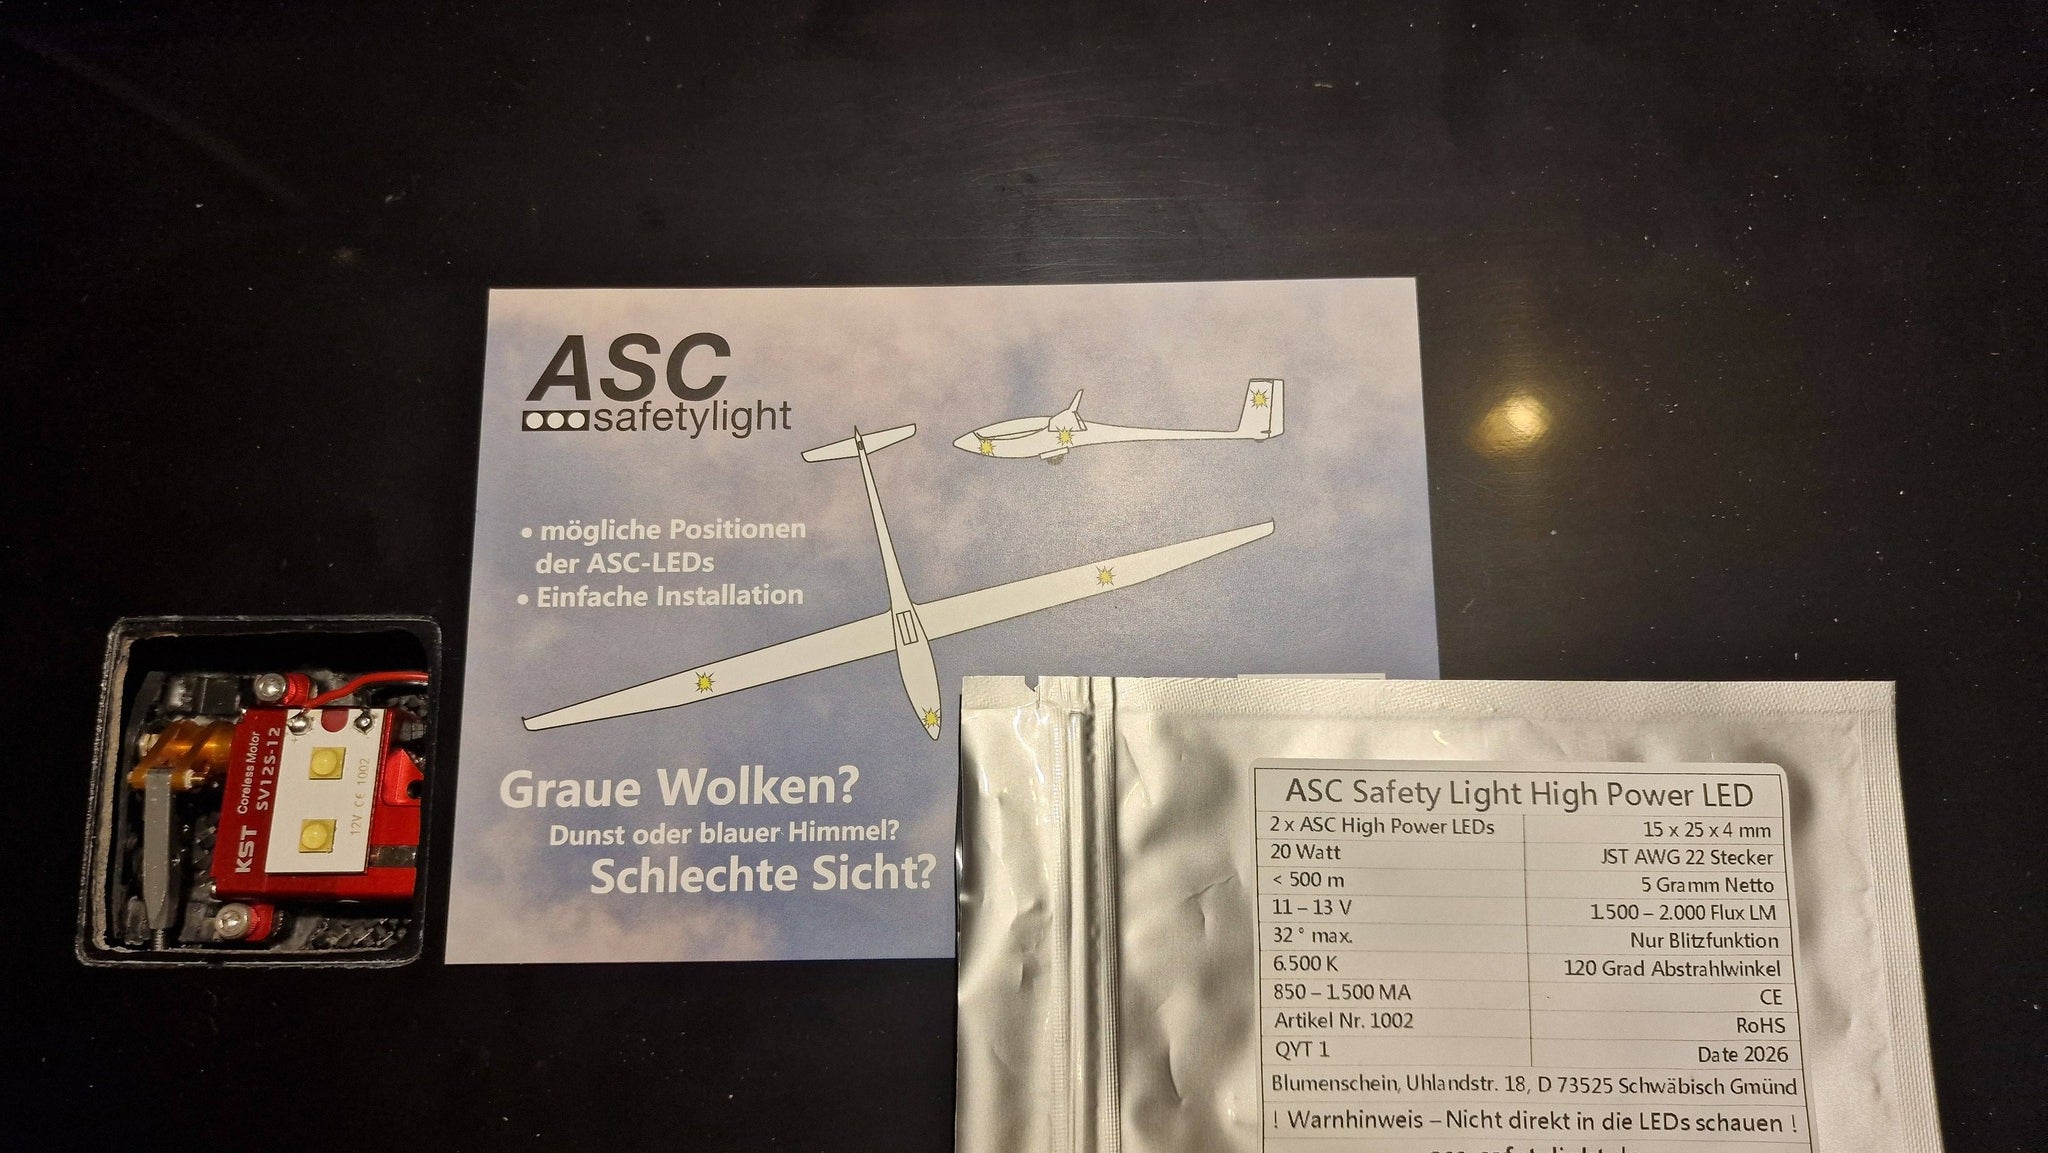 ASC
safetylight
• mögliche Positionen
der ASC-LEDs
• Einfache Installation
Graue Wolken?
Dunst oder blauer Himmel?
Schlechte Sicht?
KST
Coreless Motor
SV12S-12
12V CE 1002
+
ASC Safety Light High Power LED
2 x ASC High Power LEDs 15 x 25 x 4 mm
20 Watt JST AWG 22 Stecker
< 500 m 5 Gramm Netto
11 – 13 V 1.500 – 2.000 Flux LM
32 ° max. Nur Blitzfunktion
6.500 K 120 Grad Abstrahlwinkel
850 – 1.500 MA CE
Artikel Nr. 1002 RoHS
QYT 1 Date 2026
Blumenschein, Uhlandstr. 18, D 73525 Schwäbisch Gmünd
! Warnhinweis – Nicht direkt in die LEDs schauen !